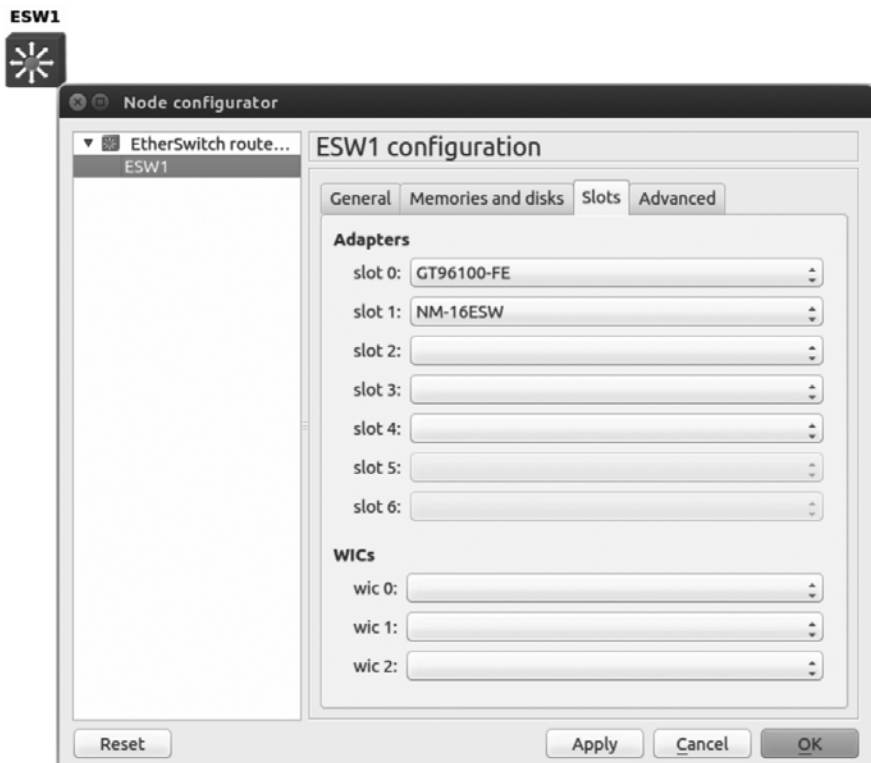 ESW1
Node configurator
EtherSwitch route...
ESW1
ESW1 configuration
General
Memories and disks
Slots
Advanced
Adapters
slot 0: GT96100-FE
slot 1: NM-16ESW
slot 2:
slot 3:
slot 4:
slot 5:
slot 6:
WICs
wic 0:
wic 1:
wic 2:
Reset
Apply
Cancel
OK